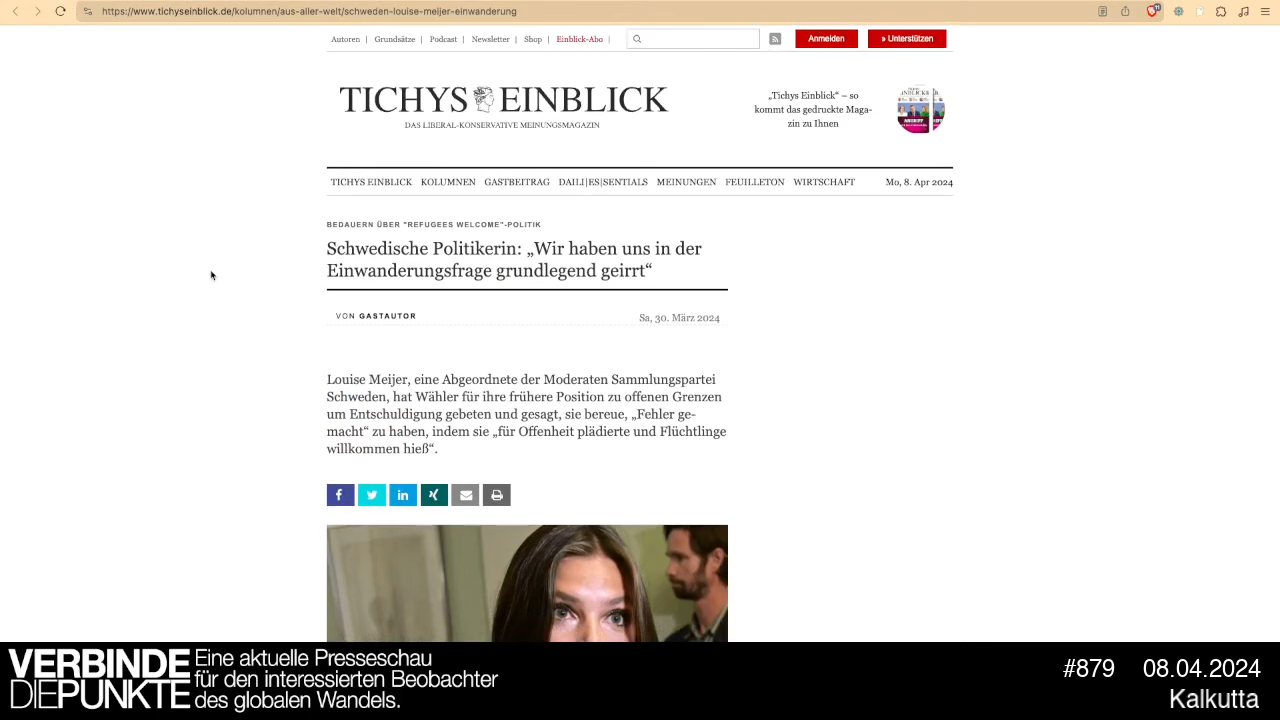 https://www.tichyseinblick.de/kolumnen/aus-aller-welt/louise-meijer-einwanderung/
Autoren | Grundsätze | Podcast | Newsletter | Shop | Einblick-Abo |
Anmelden
» Unterstützen
TICHYS EINBLICK
DAS LIBERAL-KONSERVATIVE MEINUNGSMAGAZIN
„Tichys Einblick“ – so
kommt das gedruckte Maga-
zin zu Ihnen
TICHYS EINBLICK KOLUMNEN GASTBEITRAG DAILI|ES|SENTIALS MEINUNGEN FEUILLETON WIRTSCHAFT Mo, 8. Apr 2024
BEDAUERN ÜBER "REFUGEES WELCOME"-POLITIK
Schwedische Politikerin: „Wir haben uns in der
Einwanderungsfrage grundlegend geirrt“
VON GASTAUTOR
Sa, 30. März 2024
Louise Meijer, eine Abgeordnete der Moderaten Sammlungspartei
Schweden, hat Wähler für ihre frühere Position zu offenen Grenzen
um Entschuldigung gebeten und gesagt, sie bereue, „Fehler ge-
macht“ zu haben, indem sie „für Offenheit plädierte und Flüchtlinge
willkommen hieß“.
VERBINDE
DIEPUNKTE
Eine aktuelle Presseschau
für den interessierten Beobachter
des globalen Wandels.
#879 08.04.2024
Kalkutta